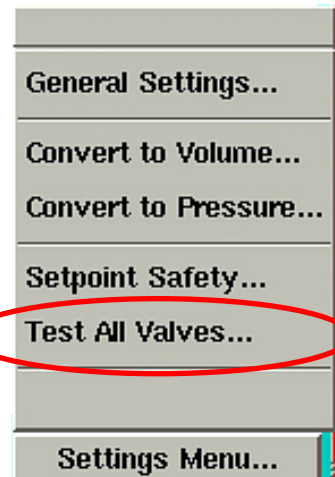 General Settings...
Convert to Volume...
Convert to Pressure...
Setpoint Safety...
Test All Valves...
Settings Menu...